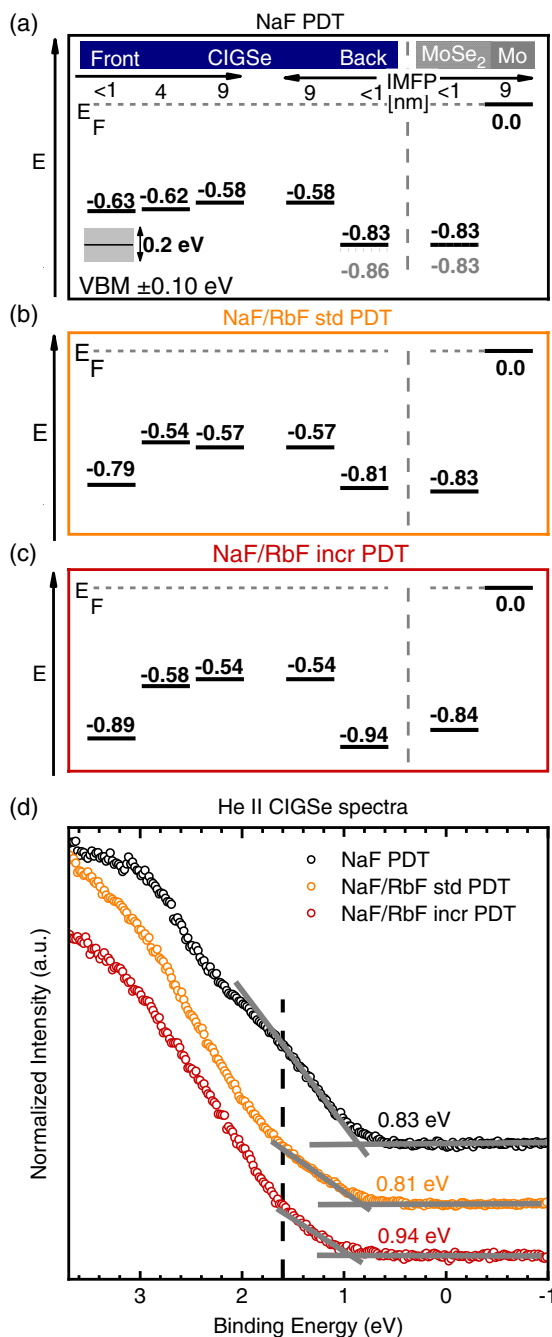 (a) NaF PDT
Front CIGSe Back MoSe₂ Mo
IMFP
[nm]
<1 4 9 9 <1 <1 9
E_F
0.0
E
-0.63 -0.62 -0.58 -0.58
0.2 eV
-0.83 -0.83
-0.86 -0.83
VBM ±0.10 eV
(b) NaF/RbF std PDT
E_F
0.0
E
-0.79 -0.54 -0.57 -0.57 -0.81 -0.83
(c) NaF/RbF incr PDT
E_F
0.0
E
-0.89 -0.58 -0.54 -0.54 -0.94 -0.84
(d) He II CIGSe spectra
NaF PDT
NaF/RbF std PDT
NaF/RbF incr PDT
Normalized Intensity (a.u.)
0.83 eV
0.81 eV
0.94 eV
3 2 1 0 -1
Binding Energy (eV)